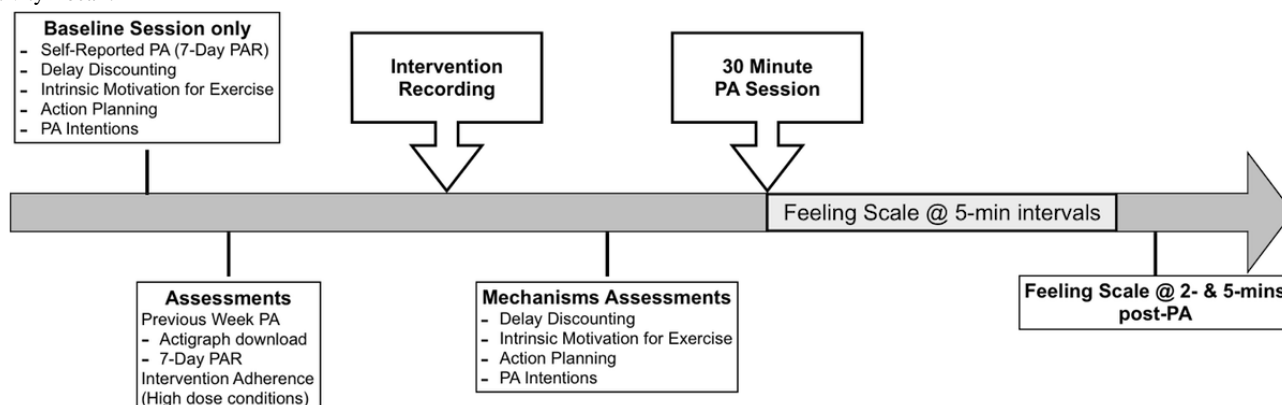 Baseline Session only
- Self-Reported PA (7-Day PAR)
- Delay Discounting
- Intrinsic Motivation for Exercise
- Action Planning
- PA Intentions
Intervention
Recording
30 Minute
PA Session
Feeling Scale @ 5-min intervals
Assessments
Previous Week PA
- Actigraph download
- 7-Day PAR
Intervention Adherence
(High dose conditions)
Mechanisms Assessments
- Delay Discounting
- Intrinsic Motivation for Exercise
- Action Planning
- PA Intentions
Feeling Scale @ 2- & 5-mins
post-PA